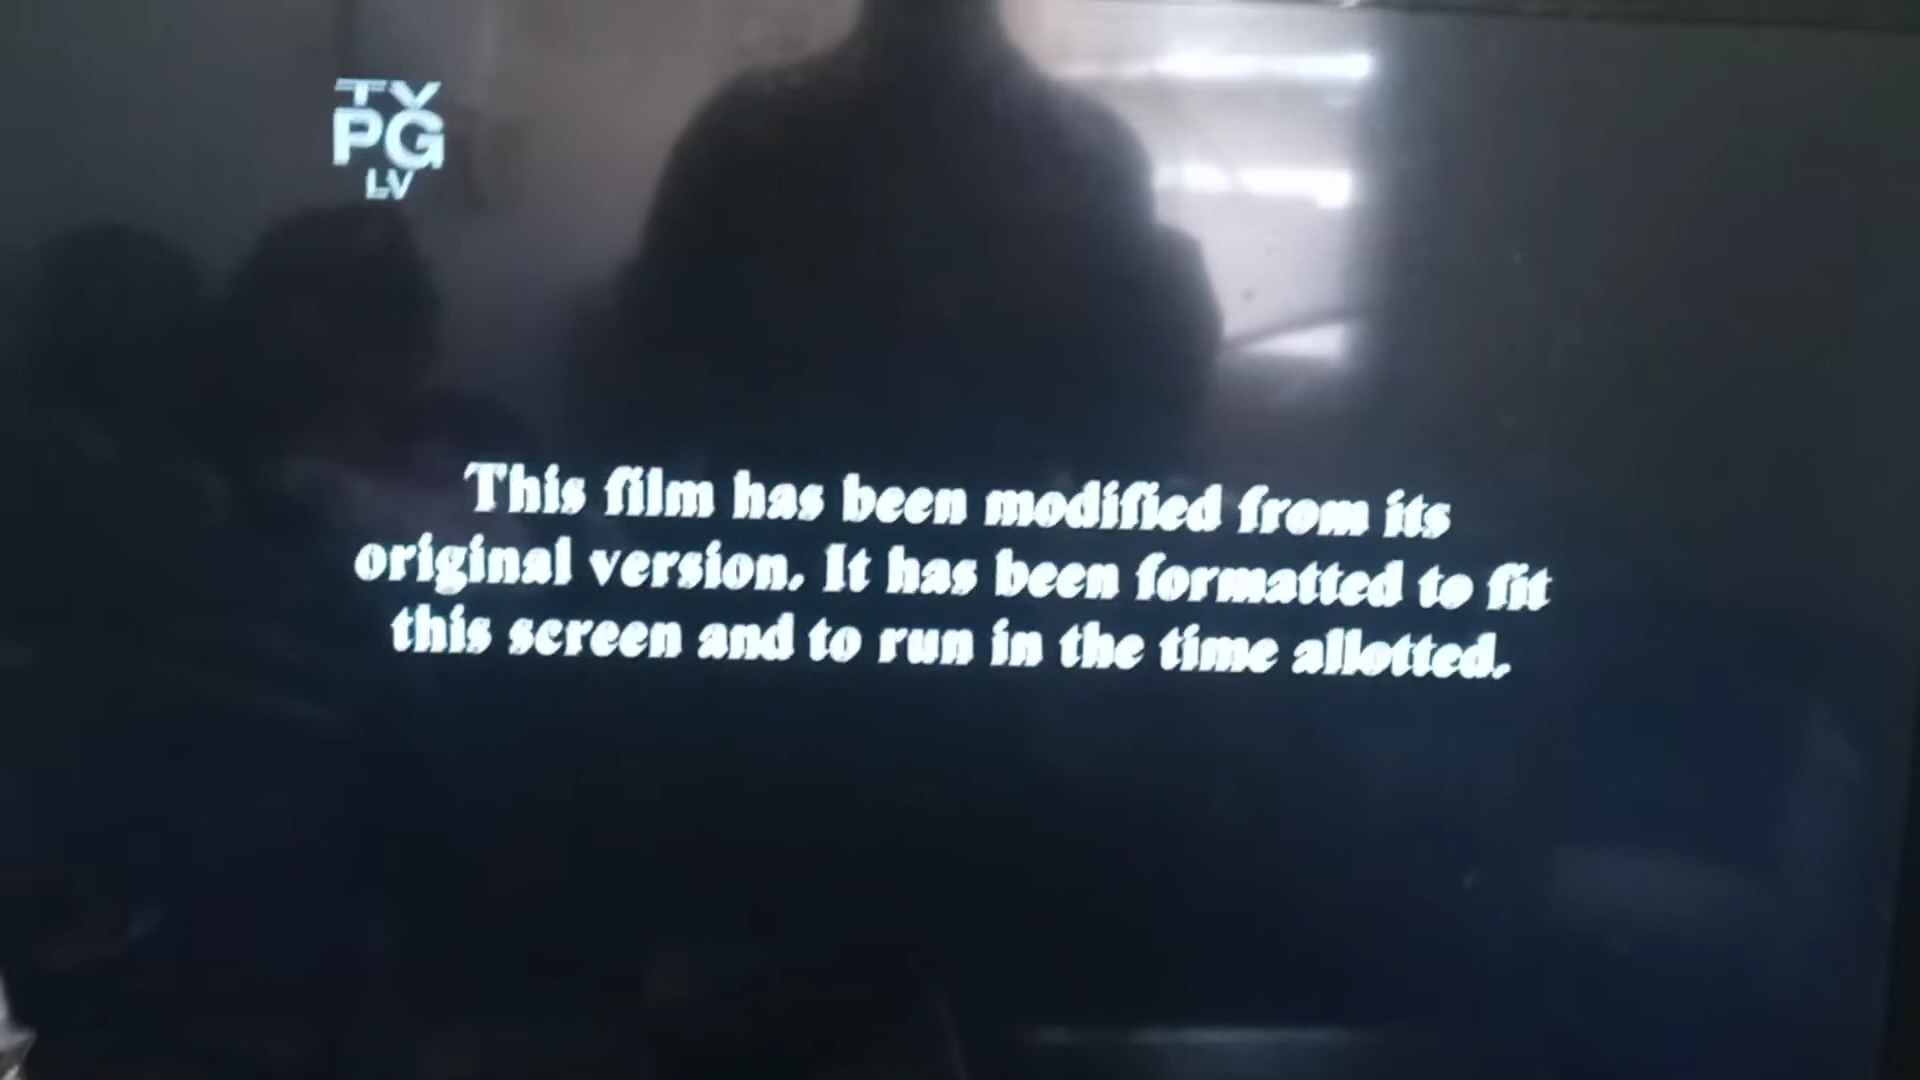 TV
PG
LV
This film has been modified from its
original version. It has been formatted to fit
this screen and to run in the time allotted.